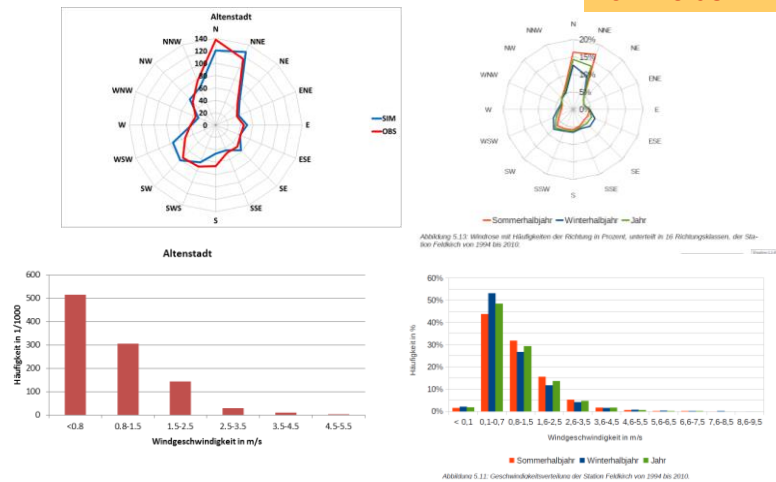 Altenstadt
N
NNW
NNE
NW
NE
WNW
ENE
W
E
WSW
ESE
SW
SE
SWS
SSE
S
140
120
100
80
60
40
20
0
SIM
OBS
N
NNW
NNE
NW
NE
WNW
ENE
W
E
WSW
ESE
SW
SE
SSW
SSE
S
20%
15%
10%
5%
0%
Sommerhalbjahr Winterhalbjahr Jahr
Abbildung 5.13: Windrose mit Häufigkeiten der Richtung in Prozent, unterteilt in 16 Richtungsklassen, der Sta-
tion Feldkirch von 1994 bis 2010.
Altenstadt
Häufigkeit in 1/1000
600
500
400
300
200
100
0
<0.8 0.8-1.5 1.5-2.5 2.5-3.5 3.5-4.5 4.5-5.5
Windgeschwindigkeit in m/s
Häufigkeit in %
60%
50%
40%
30%
20%
10%
0%
< 0,1 0,1-0,7 0,8-1,5 1,6-2,5 2,6-3,5 3,6-4,5 4,6-5,5 5,6-6,5 6,6-7,5 7,6-8,5 8,6-9,5
Windgeschwindigkeit in m/s
Sommerhalbjahr Winterhalbjahr Jahr
Abbildung 5.11: Geschwindigkeitsverteilung der Station Feldkirch von 1994 bis 2010.